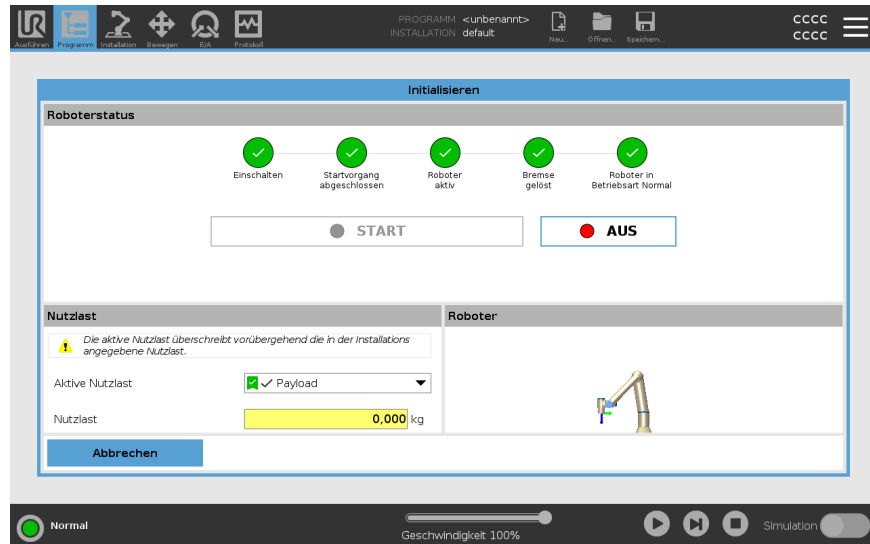 PROGRAMM <unbenannt>
INSTALLATION default
cccc
cccc
Ausführen
Programm
Installation
Bewegen
E/A
Protokoll
Neu...
Öffnen...
Speichern...
Initialisieren
Roboterstatus
Einschalten
Startvorgang
abgeschlossen
Roboter
aktiv
Bremse
gelöst
Roboter in
Betriebsart Normal
START
AUS
Nutzlast
Roboter
Die aktive Nutzlast überschreibt vorübergehend die in der Installations
angegebene Nutzlast.
Aktive Nutzlast
Payload
Nutzlast
0,000 kg
Abbrechen
Normal
Geschwindigkeit 100%
Simulation